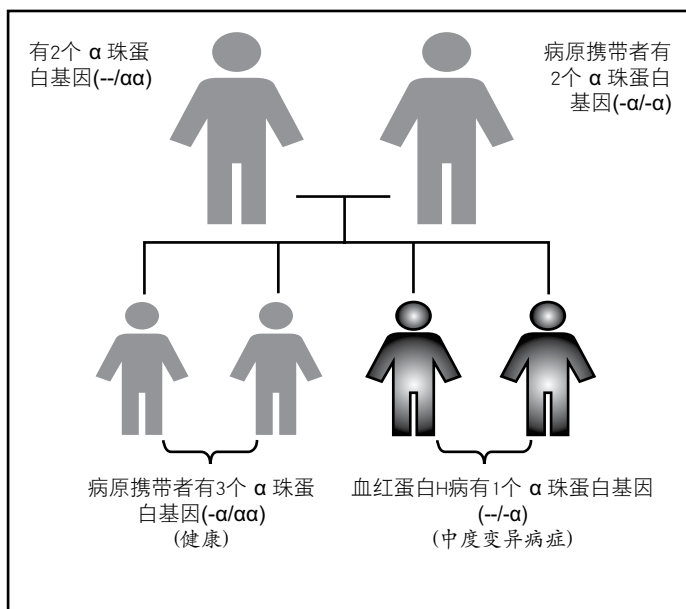 有2个 α 珠蛋
白基因(--/αα)
病原携带者有
2个 α 珠蛋白
基因(-α/-α)
病原携带者有3个 α 珠蛋
白基因(-α/αα)
(健康)
血红蛋白H病有1个 α 珠蛋白基因
(--/-α)
(中度变异病症)